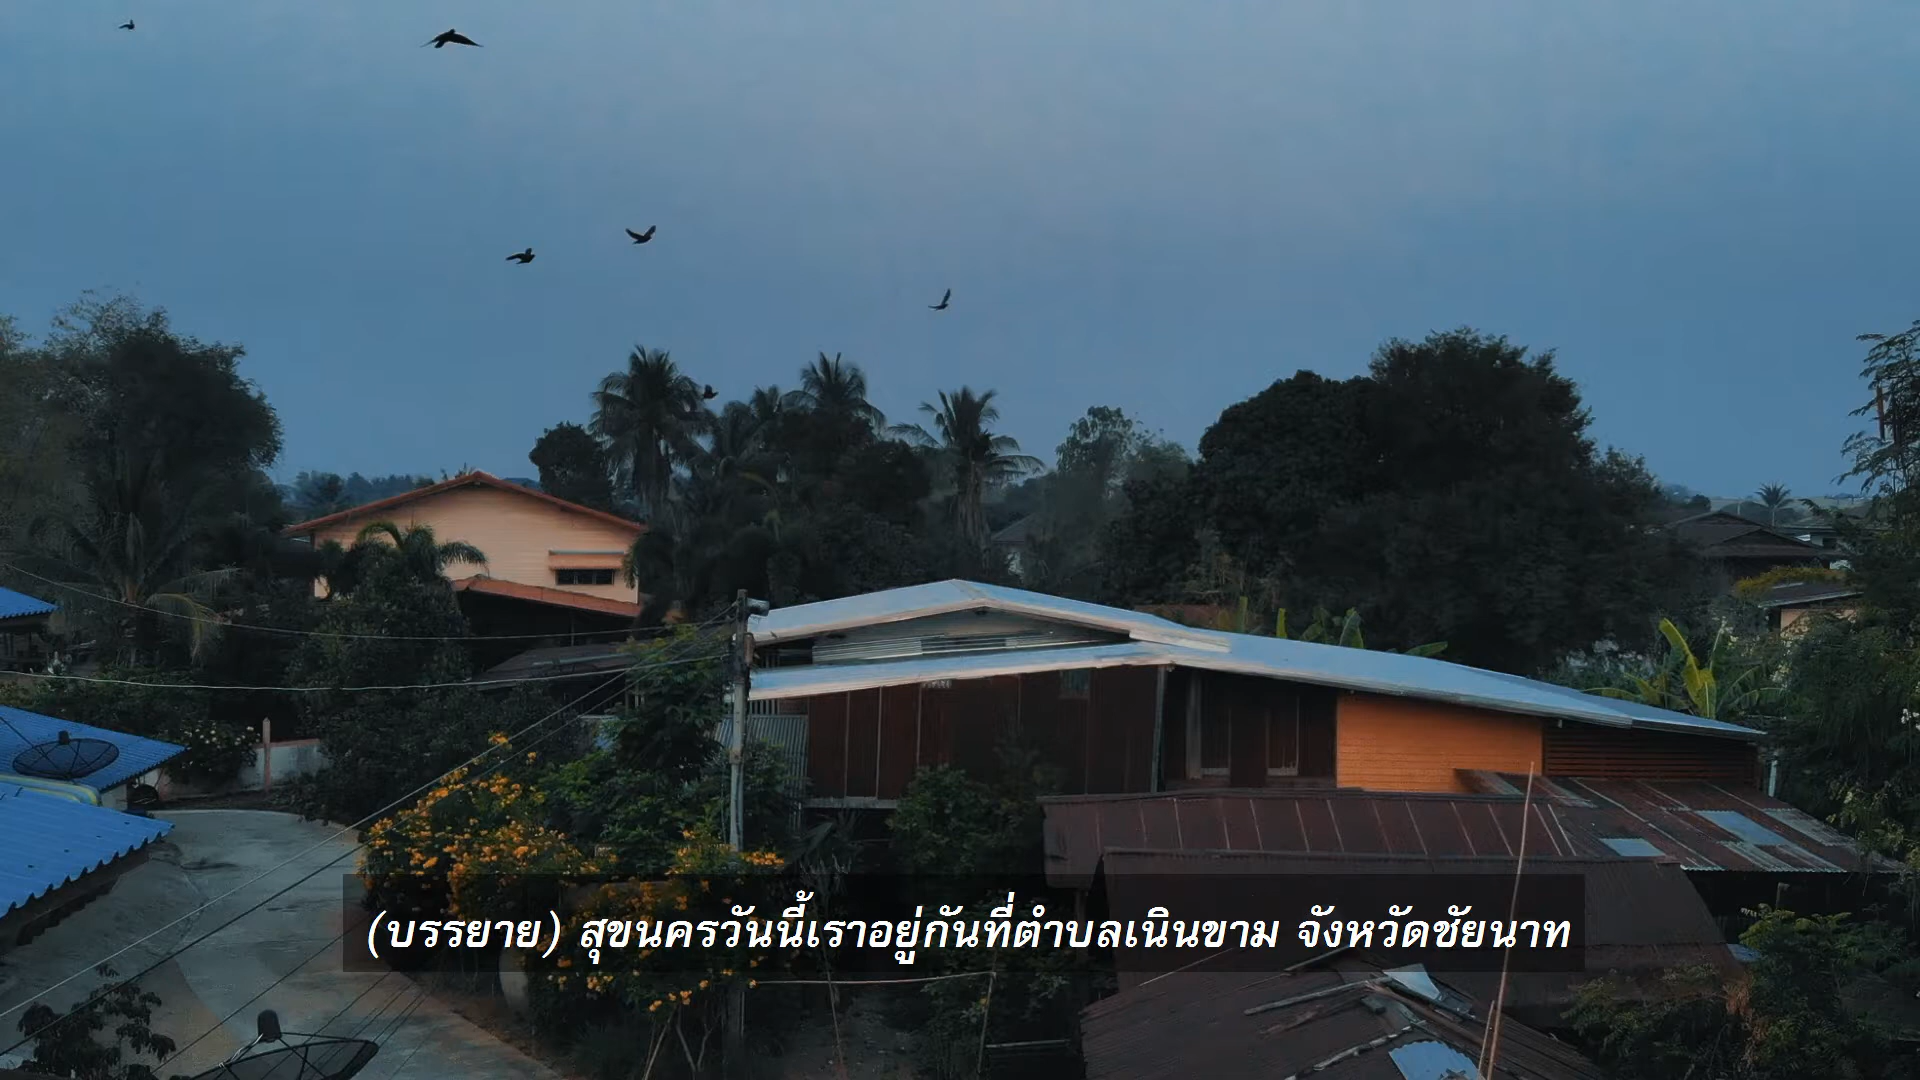 (บรรยาย) สุขนครวันนี้เราอยู่กันที่ตำบลเนินขาม จังหวัดชัยนาท